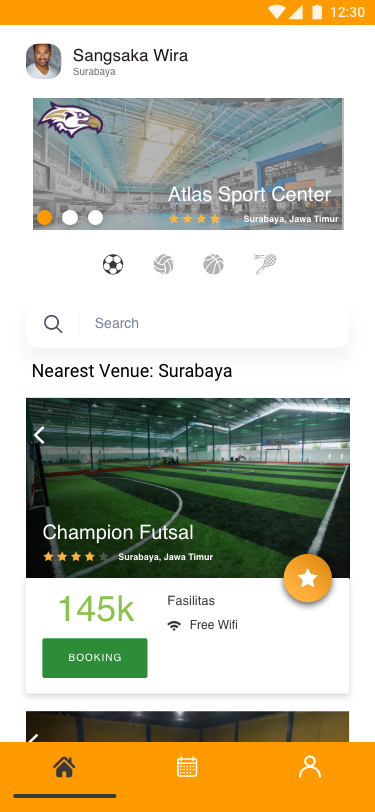 12:30
Sangsaka Wira
Surabaya
Atlas Sport Center
Surabaya, Jawa Timur
Search
Nearest Venue: Surabaya
Champion Futsal
Surabaya, Jawa Timur
145k
Fasilitas
Free Wifi
BOOKING